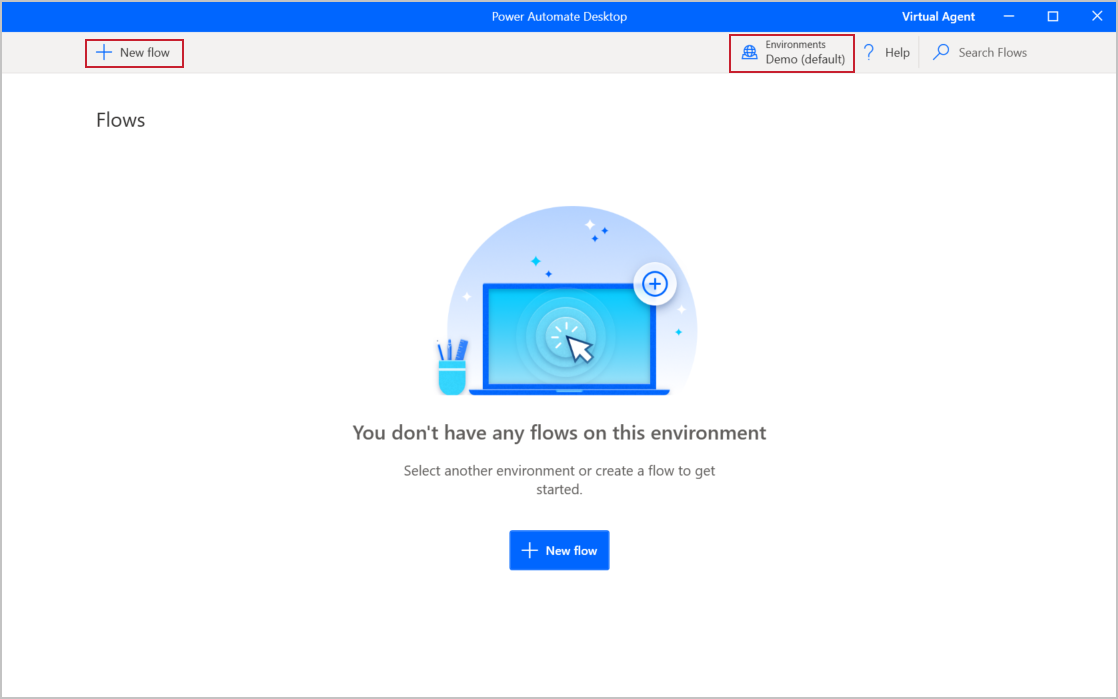 Power Automate Desktop
Virtual Agent
New flow
Environments
Demo (default)
Help
Search Flows
Flows
You don't have any flows on this environment
Select another environment or create a flow to get
started.
New flow